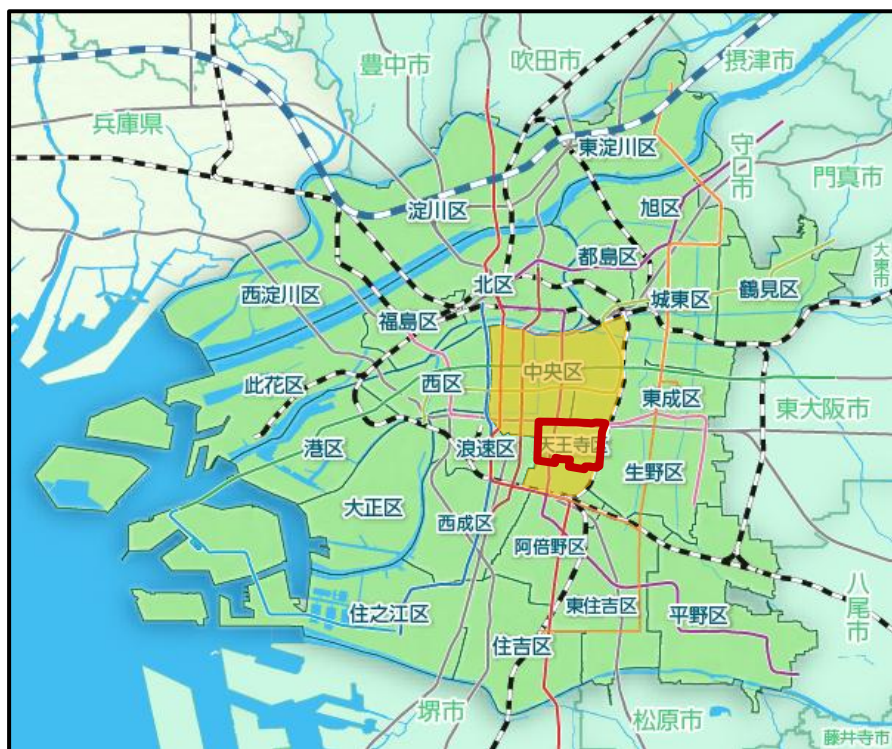 吹田市
摂津市
豊中市
兵庫県
守口市
東淀川区
門真市
淀川区
旭区
大東市
都島区
北区
城東区
鶴見区
西淀川区
福島区
中央区
此花区
西区
東成区
東大阪市
港区
浪速区
天王寺区
生野区
大正区
西成区
阿倍野区
八尾市
住之江区
東住吉区
平野区
住吉区
堺市
松原市
藤井寺市